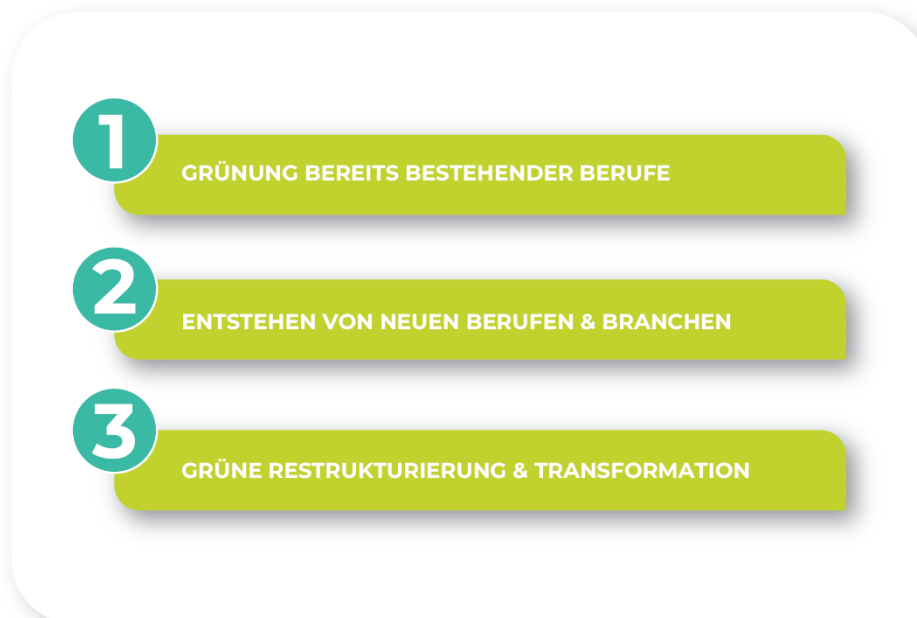 1
GRÜNUNG BEREITS BESTEHENDER BERUFE
2
ENTSTEHEN VON NEUEN BERUFEN & BRANCHEN
3
GRÜNE RESTRUKTURIERUNG & TRANSFORMATION